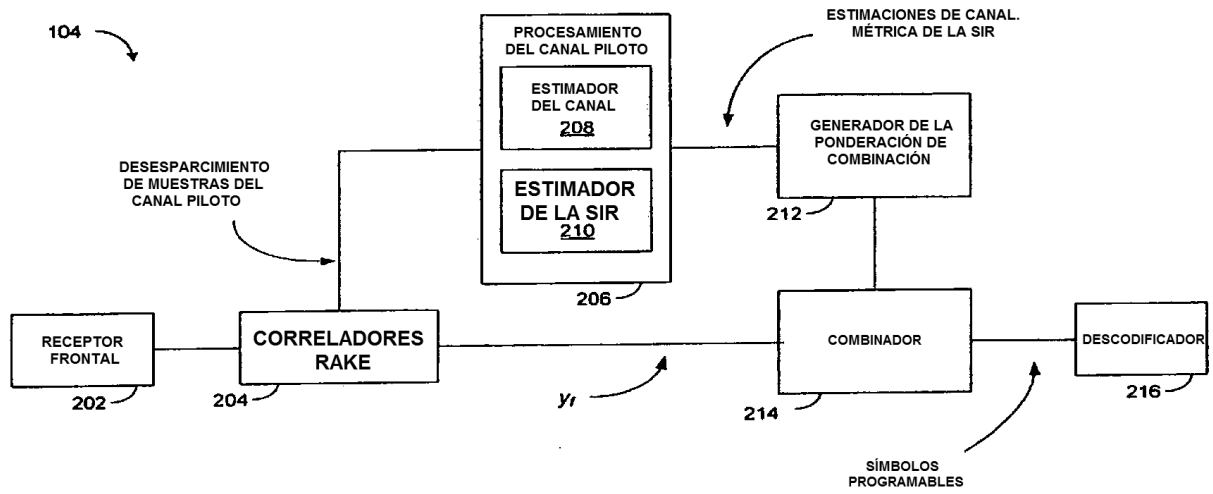 104
PROCESAMIENTO
DEL CANAL PILOTO
ESTIMADOR
DEL CANAL
208
ESTIMADOR
DE LA SIR
210
206
ESTIMACIONES DE CANAL.
MÉTRICA DE LA SIR
GENERADOR DE LA
PONDERACIÓN DE
COMBINACIÓN
212
DESESPARCIMIENTO
DE MUESTRAS DEL
CANAL PILOTO
RECEPTOR
FRONTAL
202
CORRELADORES
RAKE
204
yf
COMBINADOR
214
DESCODIFICADOR
216
SÍMBOLOS
PROGRAMABLES